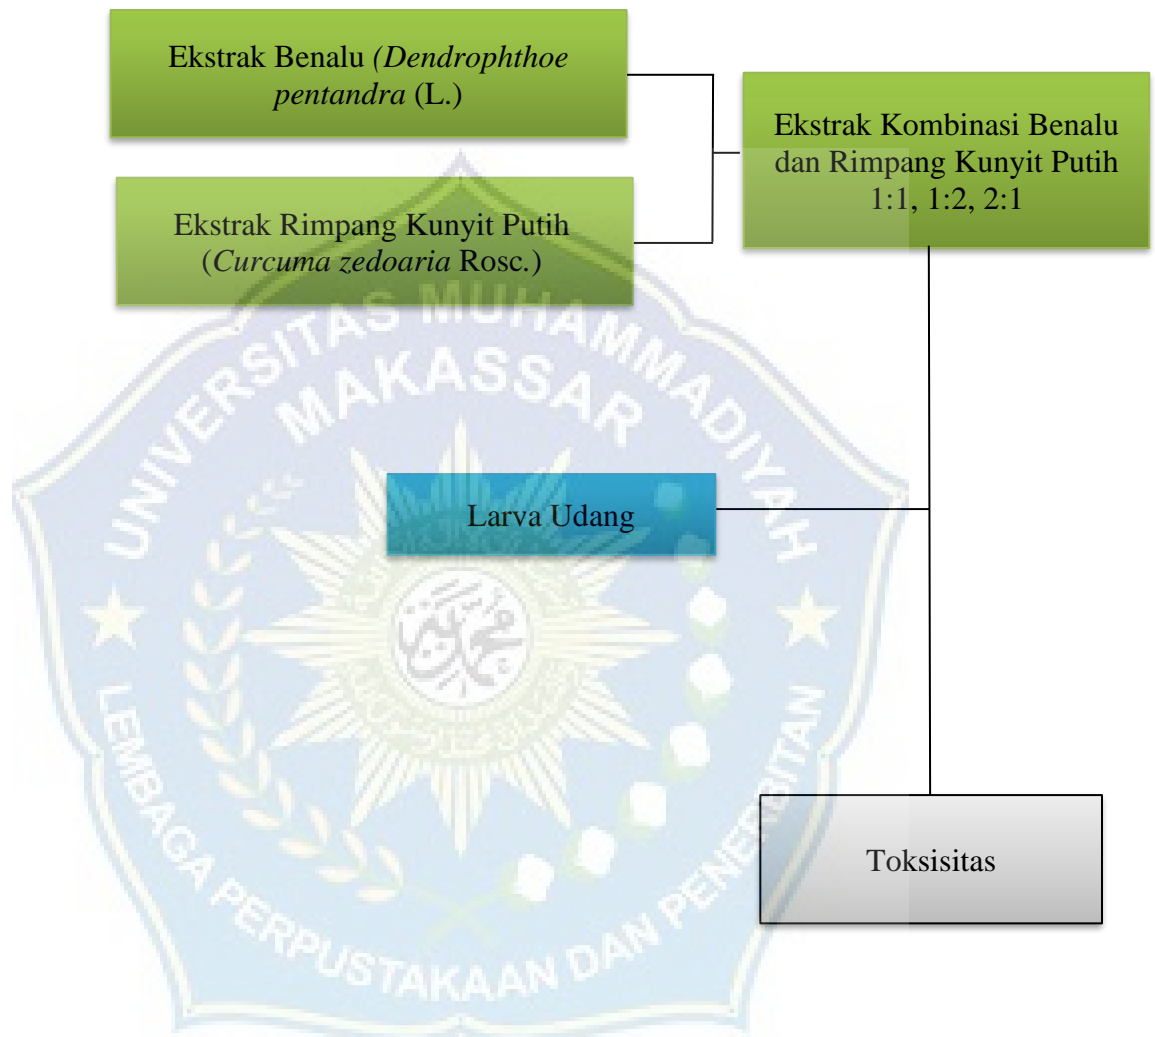 Ekstrak Benalu (Dendrophthoe
pentandra (L.)
Ekstrak Rimpang Kunyit Putih
(Curcuma zedoaria Rosc.)
Ekstrak Kombinasi Benalu
dan Rimpang Kunyit Putih
1:1, 1:2, 2:1
Larva Udang
Toksisitas
UNIVERSITAS MUHAMMADIYAH
MAKASSAR
LEMBAGA PERPUSTAKAAN DAN PENERBITAN